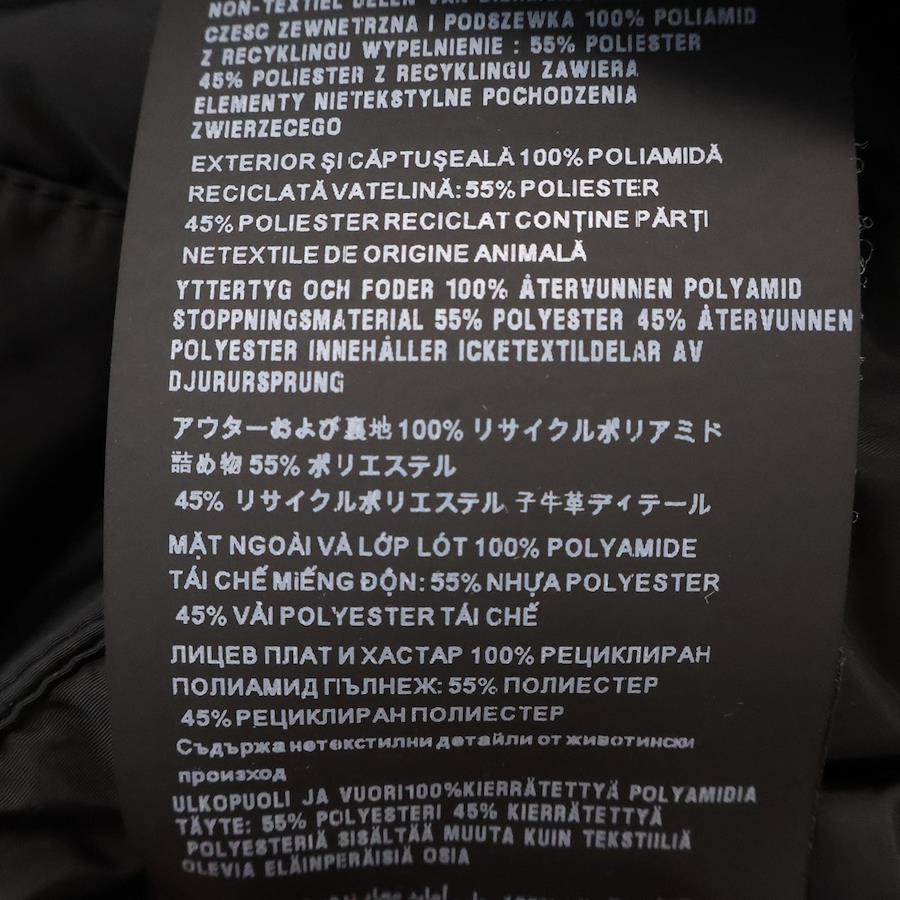 NON-TEXTIEL DELEN VAN
CZESC ZEWNETRZNA I PODSZEWKA 100% POLIAMID
Z RECYKLINGU WYPELNIENIE : 55% POLIESTER
45% POLIESTER Z RECYKLINGU ZAWIERA
ELEMENTY NIETEKSTYLNE POCHODZENIA
ZWIERZECEGO
EXTERIOR ȘI CĂPTUȘEALĂ 100% POLIAMIDĂ
RECICLATĂ VATELINĂ: 55% POLIESTER
45% POLIESTER RECICLAT CONȚINE PĂRȚI
NETEXTILE DE ORIGINE ANIMALĂ
YTTERTYG OCH FODER 100% ÅTERVUNNEN POLYAMID
STOPPNINGSMATERIAL 55% POLYESTER 45% ÅTERVUNNEN
POLYESTER INNEHÅLLER ICKETEXTILDELAR AV
DJURURSPRUNG
アウターおよび裏地 100% リサイクルポリアミド
詰め物 55% ポリエステル
45% リサイクルポリエステル 子牛革ディテール
MẶT NGOÀI VÀ LỚP LÓT 100% POLYAMIDE
TÁI CHẾ MIẾNG ĐỘN: 55% NHỰA POLYESTER
45% VẢI POLYESTER TÁI CHẾ
ЛИЦЕВ ПЛАТ И ХАСТАР 100% РЕЦИКЛИРАН
ПОЛИАМИД ПЪЛНЕЖ: 55% ПОЛИЕСТЕР
45% РЕЦИКЛИРАН ПОЛИЕСТЕР
Съдържа нетекстилни детайли от животински
произход
ULKOPUOLI JA VUORI100%KIERRÄTETTYÄ POLYAMIDIA
TÄYTE: 55% POLYESTERI 45% KIERRÄTETTYÄ
POLYESTERIÄ SISÄLTÄÄ MUUTA KUIN TEKSTIILIÄ
OLEVIA ELÄINPERÄISIÄ OSIA